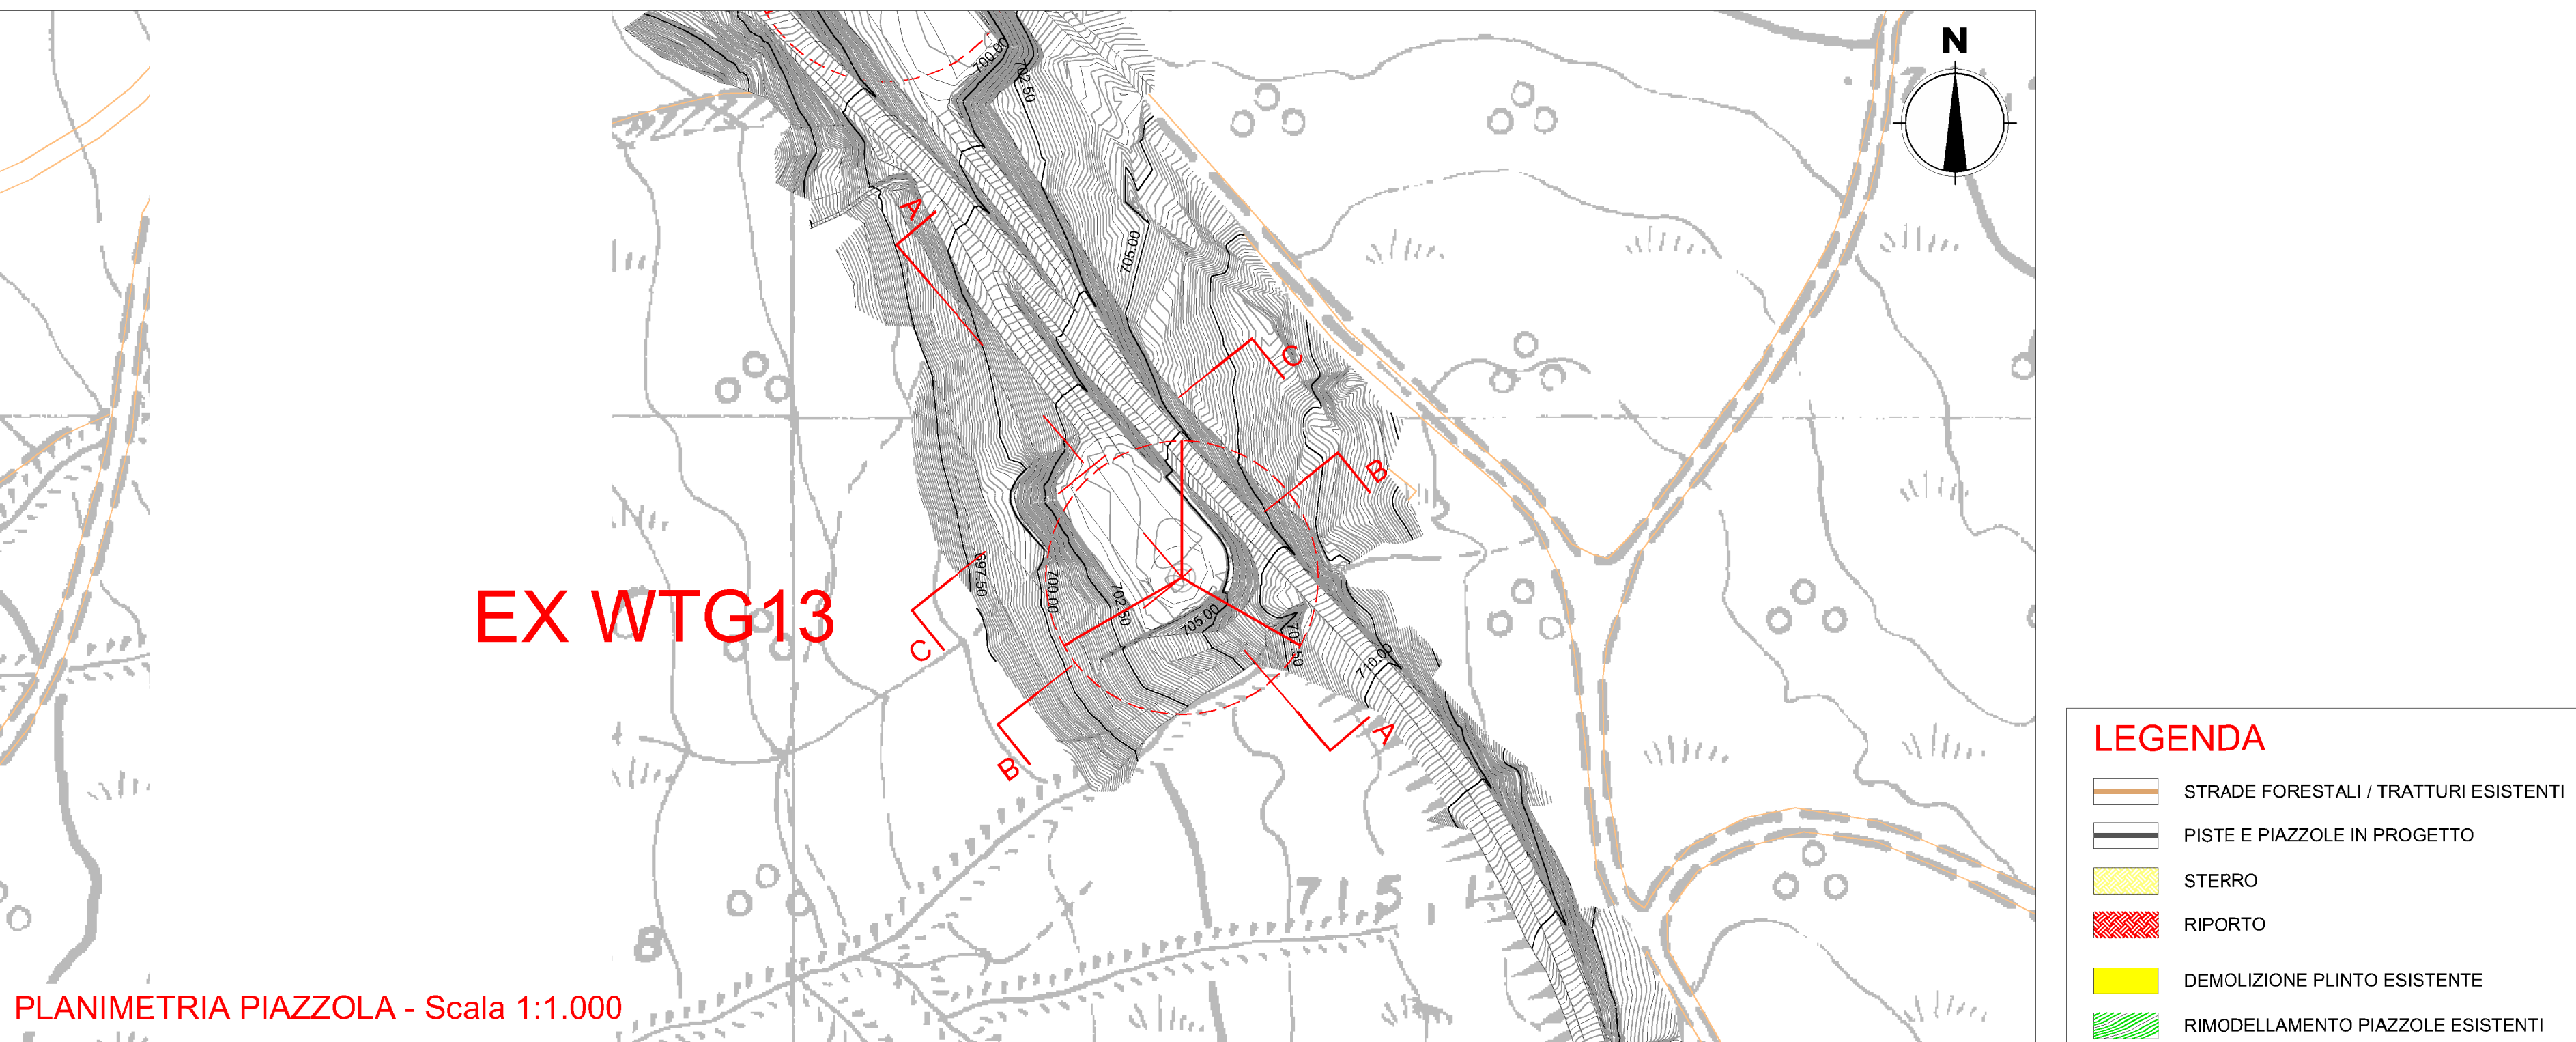 N
700.00
702.50
A
705.00
C
B
697.50
700.00
702.50
705.00
707.50
710.00
EX WTG13
C
B
A
8
PLANIMETRIA PIAZZOLA - Scala 1:1.000
LEGENDA
STRADE FORESTALI / TRATTURI ESISTENTI
PISTE E PIAZZOLE IN PROGETTO
STERRO
RIPORTO
DEMOLIZIONE PLINTO ESISTENTE
RIMODELLAMENTO PIAZZOLE ESISTENTI